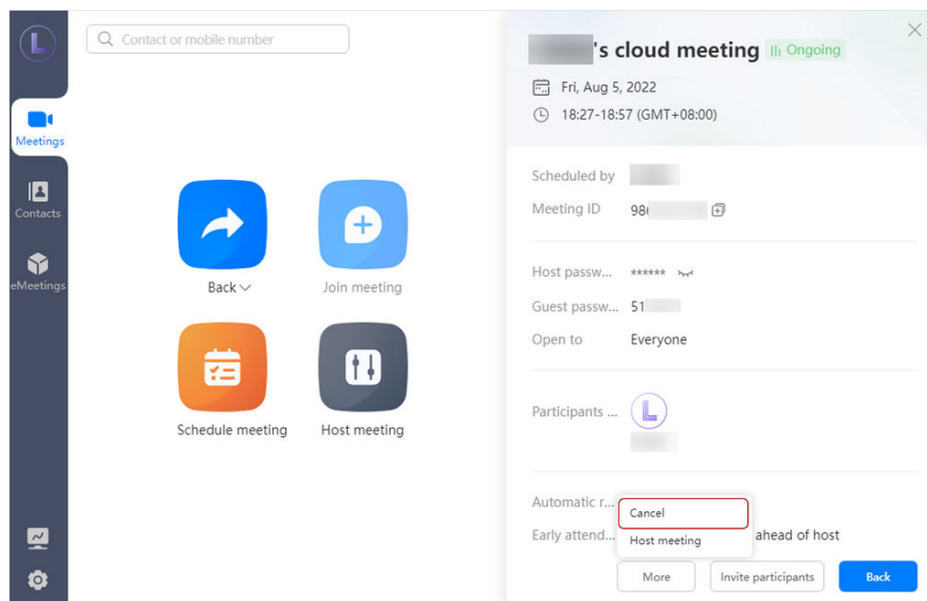 L
Contact or mobile number
Meetings
Contacts
eMeetings
Back
Join meeting
Schedule meeting
Host meeting
's cloud meeting Ongoing
Fri, Aug 5, 2022
18:27-18:57 (GMT+08:00)
Scheduled by
Meeting ID 98
Host passw... ******
Guest passw... 51
Open to Everyone
Participants ... L
Automatic r...
Cancel
Early attend... ahead of host
Host meeting
More Invite participants Back